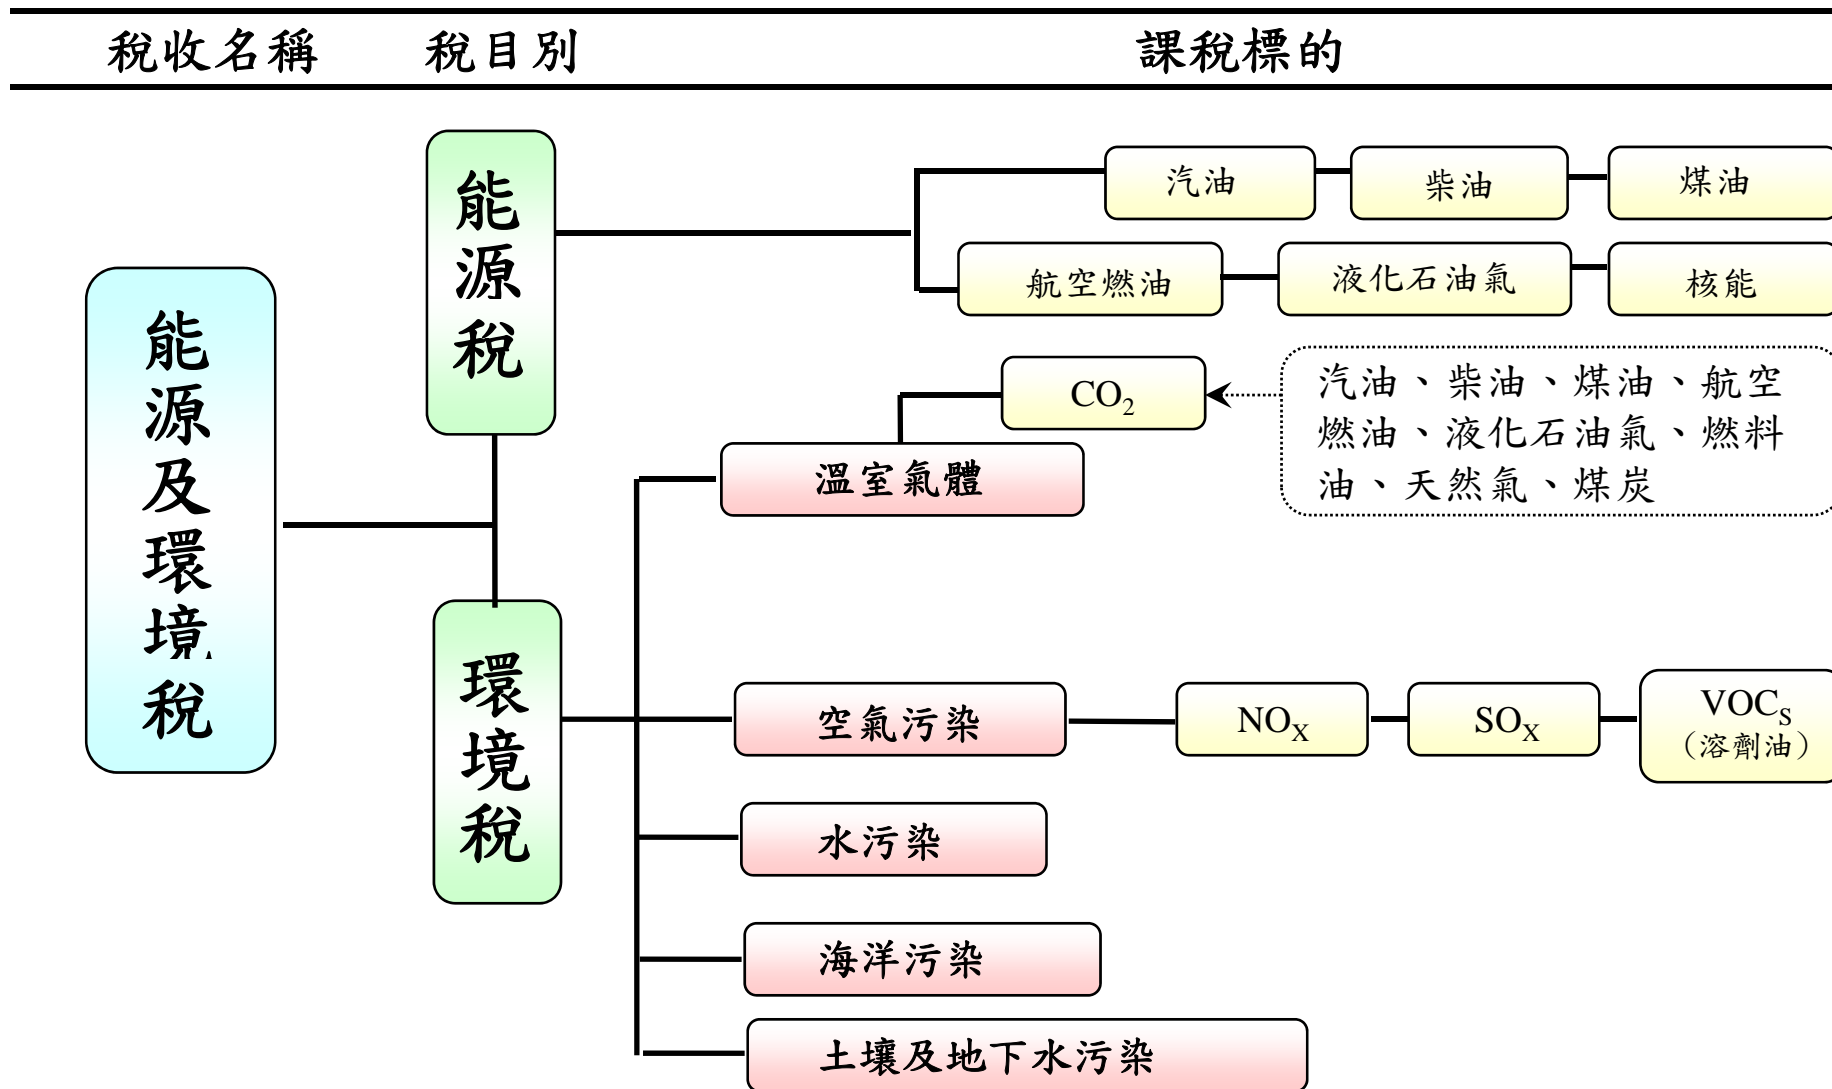 稅收名稱 稅目別 課稅標的
能源及環境稅
能源稅
汽油 柴油 煤油
航空燃油 液化石油氣 核能
CO2
汽油、柴油、煤油、航空
燃油、液化石油氣、燃料
油、天然氣、煤炭
溫室氣體
環境稅
空氣污染 NOX SOX VOCS
（溶劑油）
水污染
海洋污染
土壤及地下水污染